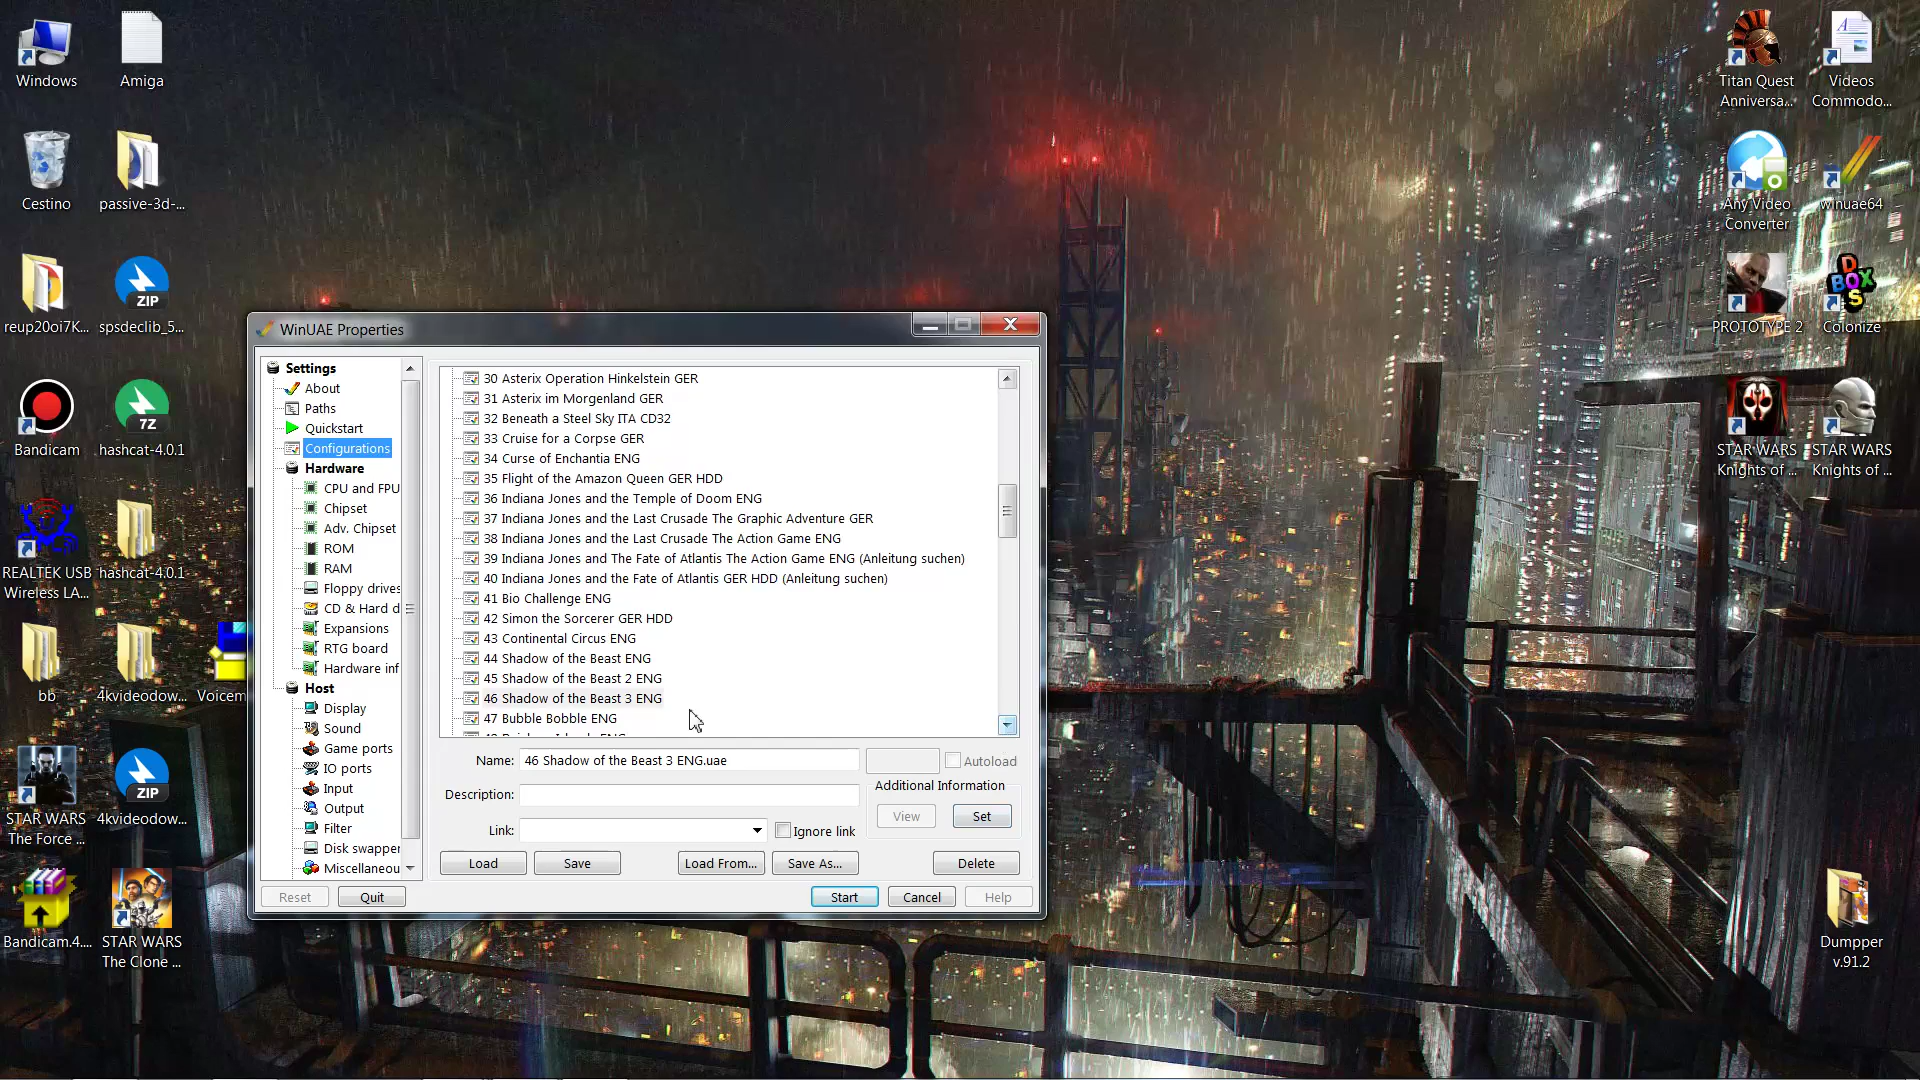 Windows
Amiga
Titan Quest
Anniversa...
Videos
Commodo...
Cestino
passive-3d-...
Any Video
Converter
winuae64
reup20oi7K...
ZIP
spsdeclib_5...
PROTOTYPE 2
D
BOX
S
Colonize
WinUAE Properties
Settings
About
Paths
Quickstart
Configurations
Hardware
CPU and FPU
Chipset
Adv. Chipset
ROM
RAM
Floppy drives
CD & Hard d
Expansions
RTG board
Hardware inf
Host
Display
Sound
Game ports
IO ports
Input
Output
Filter
Disk swapper
Miscellaneou
30 Asterix Operation Hinkelstein GER
31 Asterix im Morgenland GER
32 Beneath a Steel Sky ITA CD32
33 Cruise for a Corpse GER
34 Curse of Enchantia ENG
35 Flight of the Amazon Queen GER HDD
36 Indiana Jones and the Temple of Doom ENG
37 Indiana Jones and the Last Crusade The Graphic Adventure GER
38 Indiana Jones and the Last Crusade The Action Game ENG
39 Indiana Jones and The Fate of Atlantis The Action Game ENG (Anleitung suchen)
40 Indiana Jones and the Fate of Atlantis GER HDD (Anleitung suchen)
41 Bio Challenge ENG
42 Simon the Sorcerer GER HDD
43 Continental Circus ENG
44 Shadow of the Beast ENG
45 Shadow of the Beast 2 ENG
46 Shadow of the Beast 3 ENG
47 Bubble Bobble ENG
Name: 46 Shadow of the Beast 3 ENG.uae
Autoload
Description:
Additional Information
View
Set
Link:
Ignore link
Load
Save
Load From...
Save As...
Delete
Reset
Quit
Start
Cancel
Help
Bandicam
7Z
hashcat-4.0.1
STAR WARS
Knights of ...
STAR WARS
Knights of ...
REALTEK USB
Wireless LA...
hashcat-4.0.1
bb
4kvideodow...
Voicem
STAR WARS
The Force ...
ZIP
4kvideodow...
Bandicam.4....
STAR WARS
The Clone ...
Dumpper
v.91.2